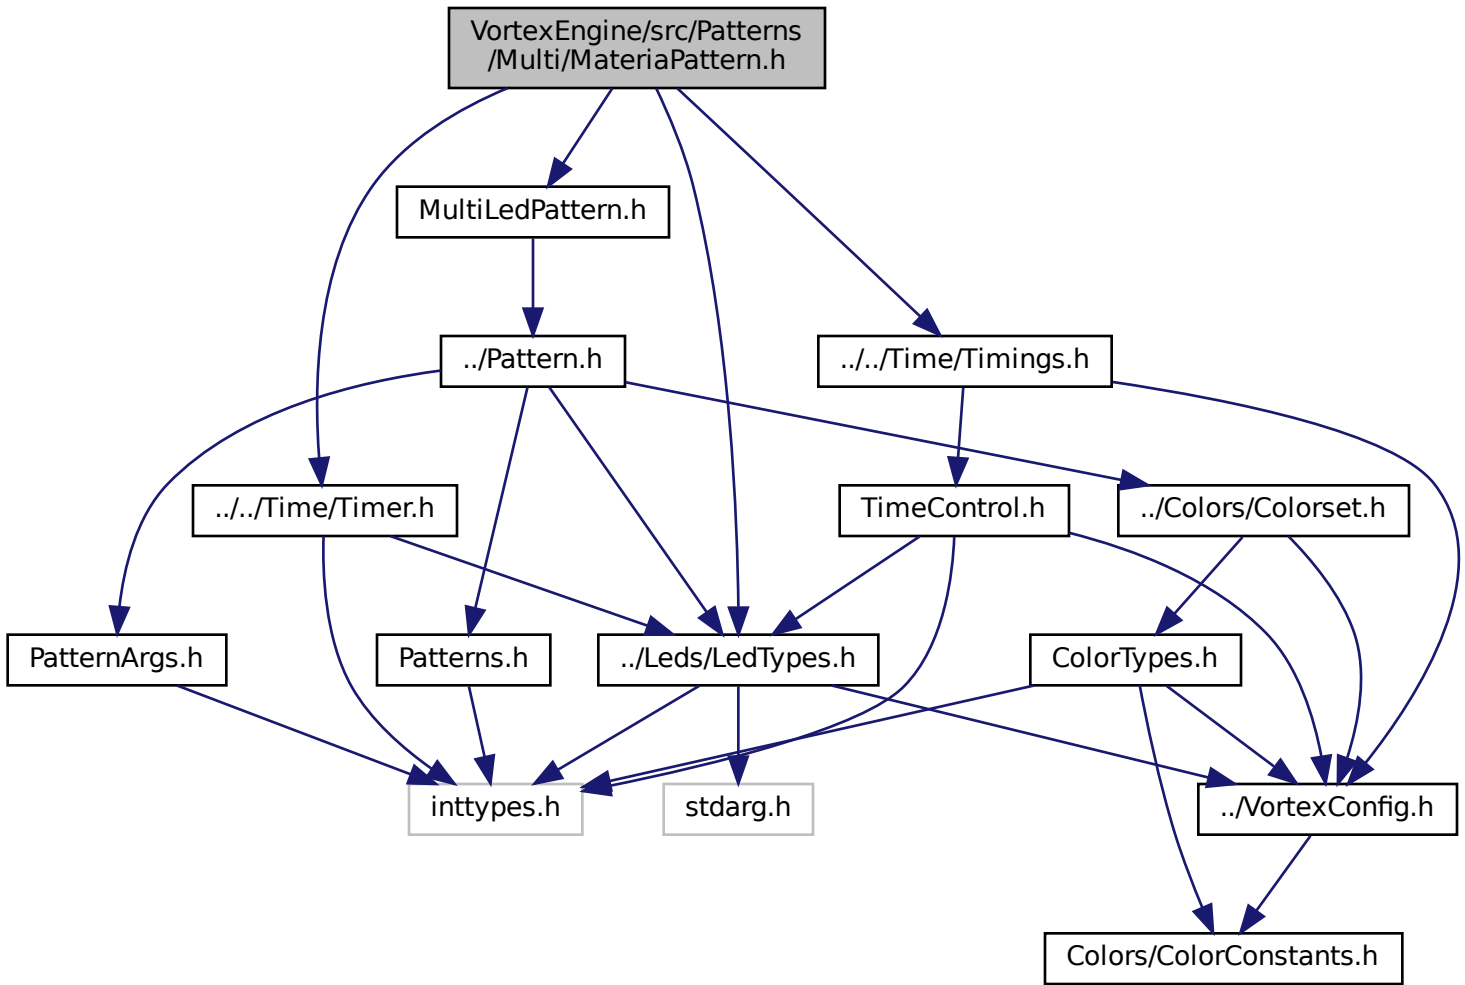 VortexEngine/src/Patterns
/Multi/MateriaPattern.h
MultiLedPattern.h
../Pattern.h
../../Time/Timings.h
../../Time/Timer.h
TimeControl.h
../Colors/Colorset.h
PatternArgs.h
Patterns.h
../Leds/LedTypes.h
ColorTypes.h
inttypes.h
stdarg.h
../VortexConfig.h
Colors/ColorConstants.h